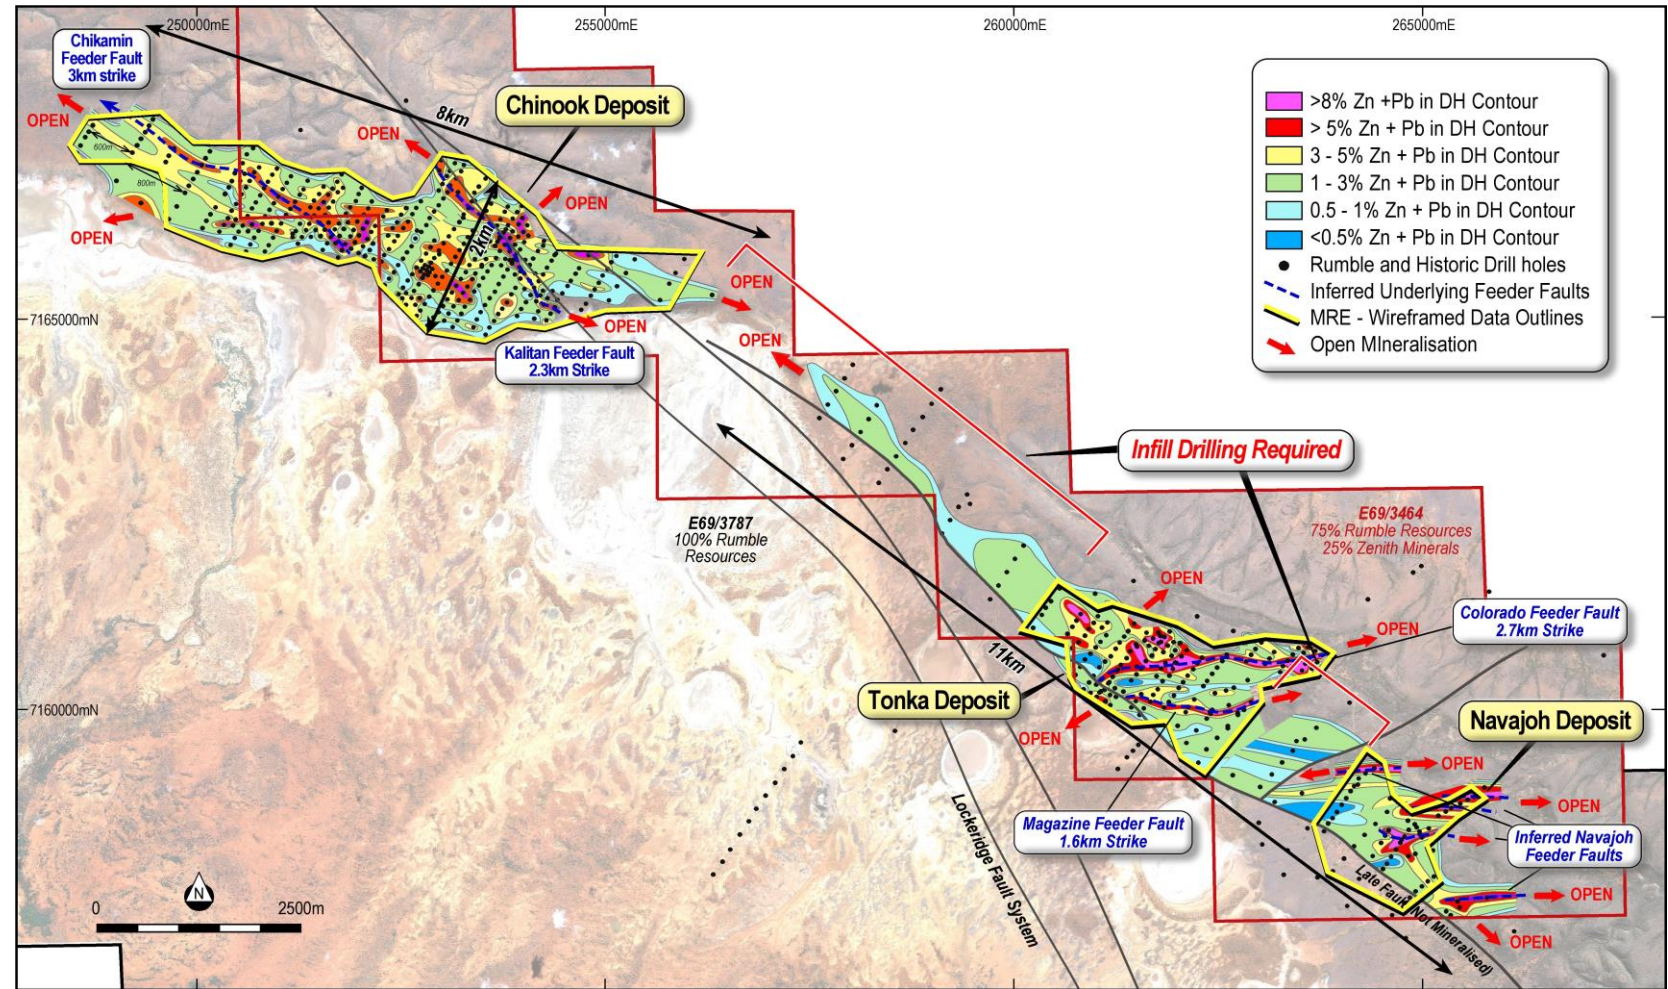 250000mE
255000mE
260000mE
265000mE
7165000mN
7160000mN
Chikamin
Feeder Fault
3km strike
OPEN
8km
Chinook Deposit
OPEN
600m
800m
OPEN
OPEN
2km
OPEN
OPEN
Kalitan Feeder Fault
2.3km Strike
OPEN
>8% Zn +Pb in DH Contour
> 5% Zn + Pb in DH Contour
3 - 5% Zn + Pb in DH Contour
1 - 3% Zn + Pb in DH Contour
0.5 - 1% Zn + Pb in DH Contour
<0.5% Zn + Pb in DH Contour
Rumble and Historic Drill holes
Inferred Underlying Feeder Faults
MRE - Wireframed Data Outlines
Open MIneralisation
Infill Drilling Required
E69/3787
100% Rumble
Resources
E69/3464
75% Rumble Resources
25% Zenith Minerals
OPEN
OPEN
Colorado Feeder Fault
2.7km Strike
11km
Tonka Deposit
OPEN
Navajoh Deposit
OPEN
OPEN
Magazine Feeder Fault
1.6km Strike
Inferred Navajoh
Feeder Faults
OPEN
OPEN
Lockeridge Fault System
Late Fault (Not Mineralised)
N
0
2500m